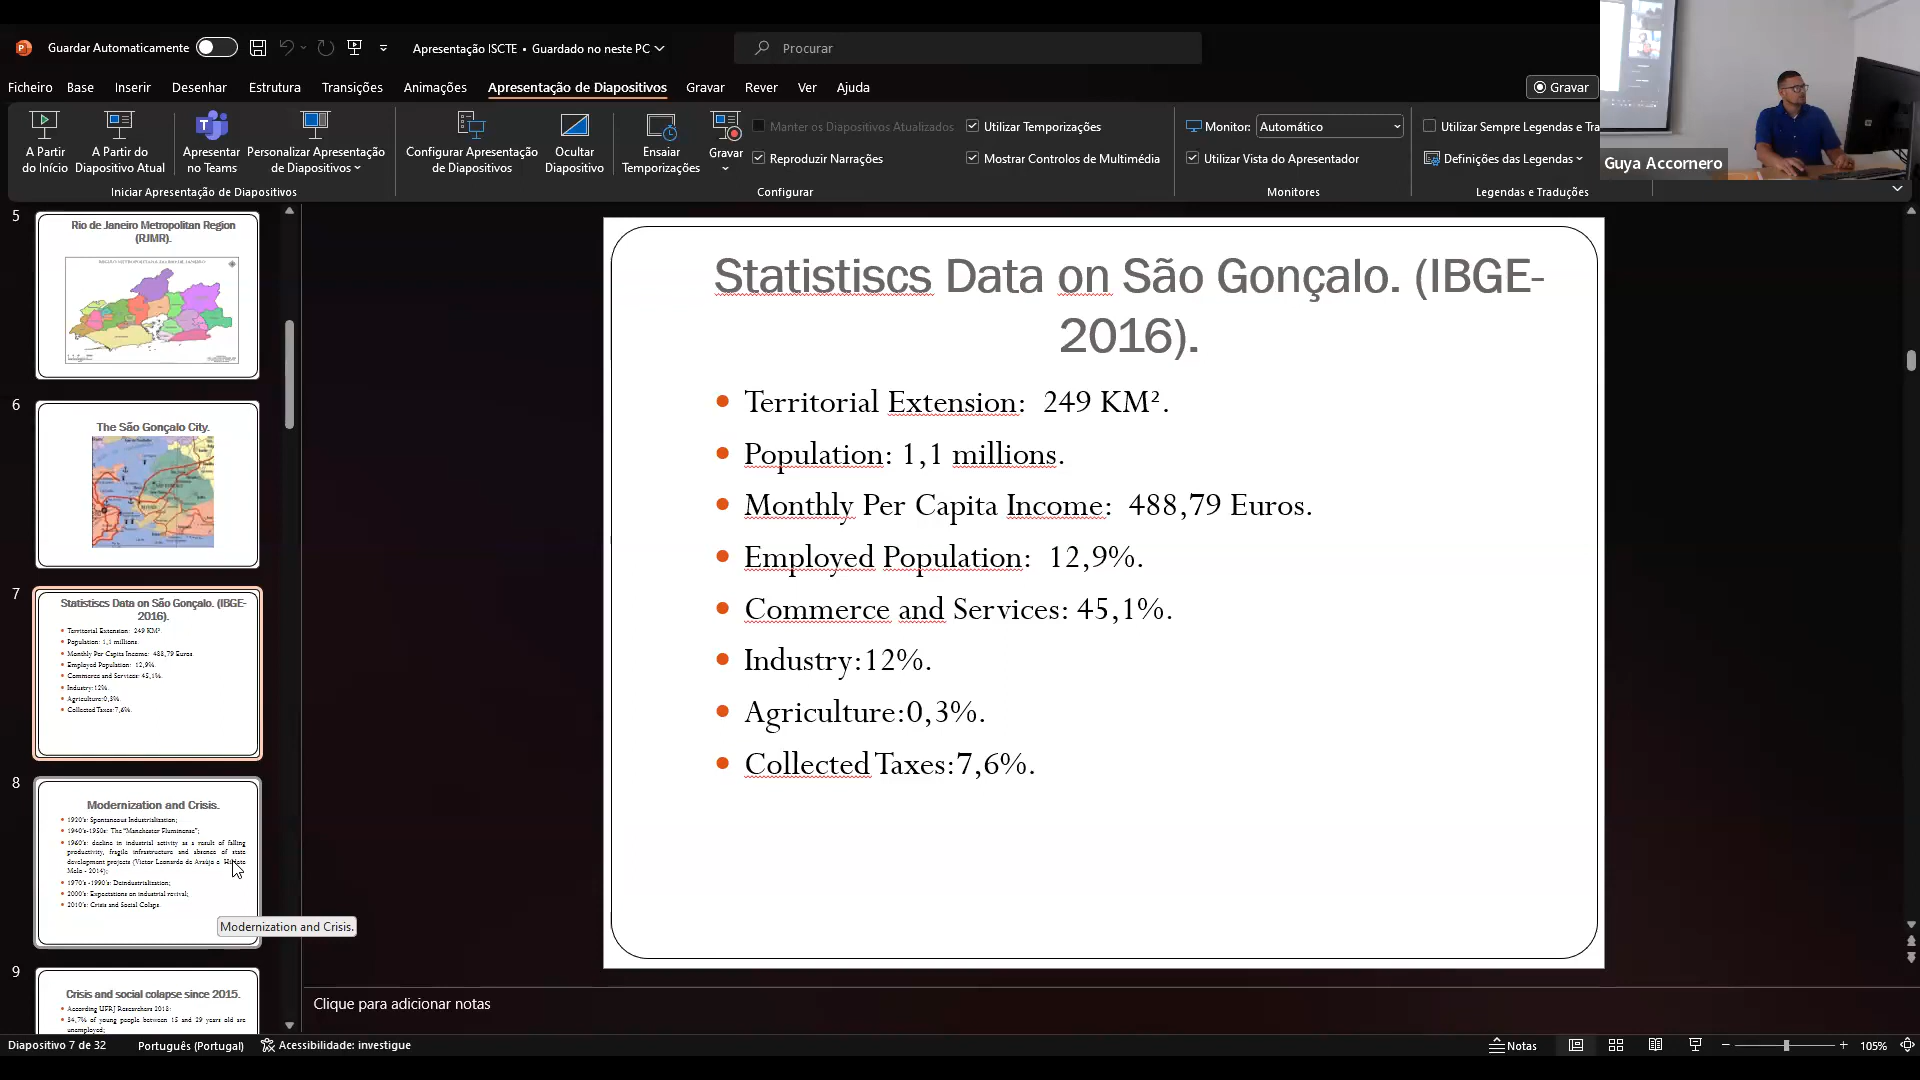 Guardar Automaticamente
Apresentação ISCTE • Guardado no neste PC
Procurar
Ficheiro Base Inserir Desenhar Estrutura Transições Animações Apresentação de Diapositivos Gravar Rever Ver Ajuda
Gravar
A Partir do Início
A Partir do Diapositivo Atual
Apresentar no Teams
Personalizar Apresentação de Diapositivos
Iniciar Apresentação de Diapositivos
Configurar Apresentação de Diapositivos
Ocultar Diapositivo
Ensaiar Temporizações
Gravar
Manter os Diapositivos Atualizados
Reproduzir Narrações
Utilizar Temporizações
Mostrar Controlos de Multimédia
Configurar
Monitor: Automático
Utilizar Vista do Apresentador
Monitores
Utilizar Sempre Legendas e Tra
Definições das Legendas
Legendas e Traduções
Guya Accornero
5
Rio de Janeiro Metropolitan Region
(RJMR).
6
The São Gonçalo City.
7
Statistiscs Data on São Gonçalo. (IBGE-
2016).
Territorial Extension: 249 KM².
Population: 1,1 millions
Monthly Per Capita Income: 488,79 Euros
Employed Population: 12,9%.
Commerce and Services: 45,1%.
Industry:12%.
Agriculture:0,3%.
Collected Taxes:7,6%.
8
Modernization and Crisis.
1920's: Spontaneous Industrialization;
1940's-1950s: The "Manchester Fluminense";
1960's: decline in industrial activity as a result of falling
productivity, fragile infrastructure and absence of state
development projects (Victor Leonardo de Araújo e
Melo - 2014);
1970's -1990's: Deindustrialization;
2000's: Expectations on industrial revival;
2010's: Crisis and Social Colaps.
Modernization and Crisis.
9
Crisis and social colapse since 2015.
According UFRJ Researchers 2018:
54,7% of young people between 15 and 29 years old are
unemployed;
Statistiscs Data on São Gonçalo. (IBGE-
2016).
• Territorial Extension: 249 KM².
• Population: 1,1 millions.
• Monthly Per Capita Income: 488,79 Euros.
• Employed Population: 12,9%.
• Commerce and Services: 45,1%.
• Industry:12%.
• Agriculture:0,3%.
• Collected Taxes:7,6%.
Clique para adicionar notas
Diapositivo 7 de 32
Português (Portugal)
Acessibilidade: investigue
Notas
105%